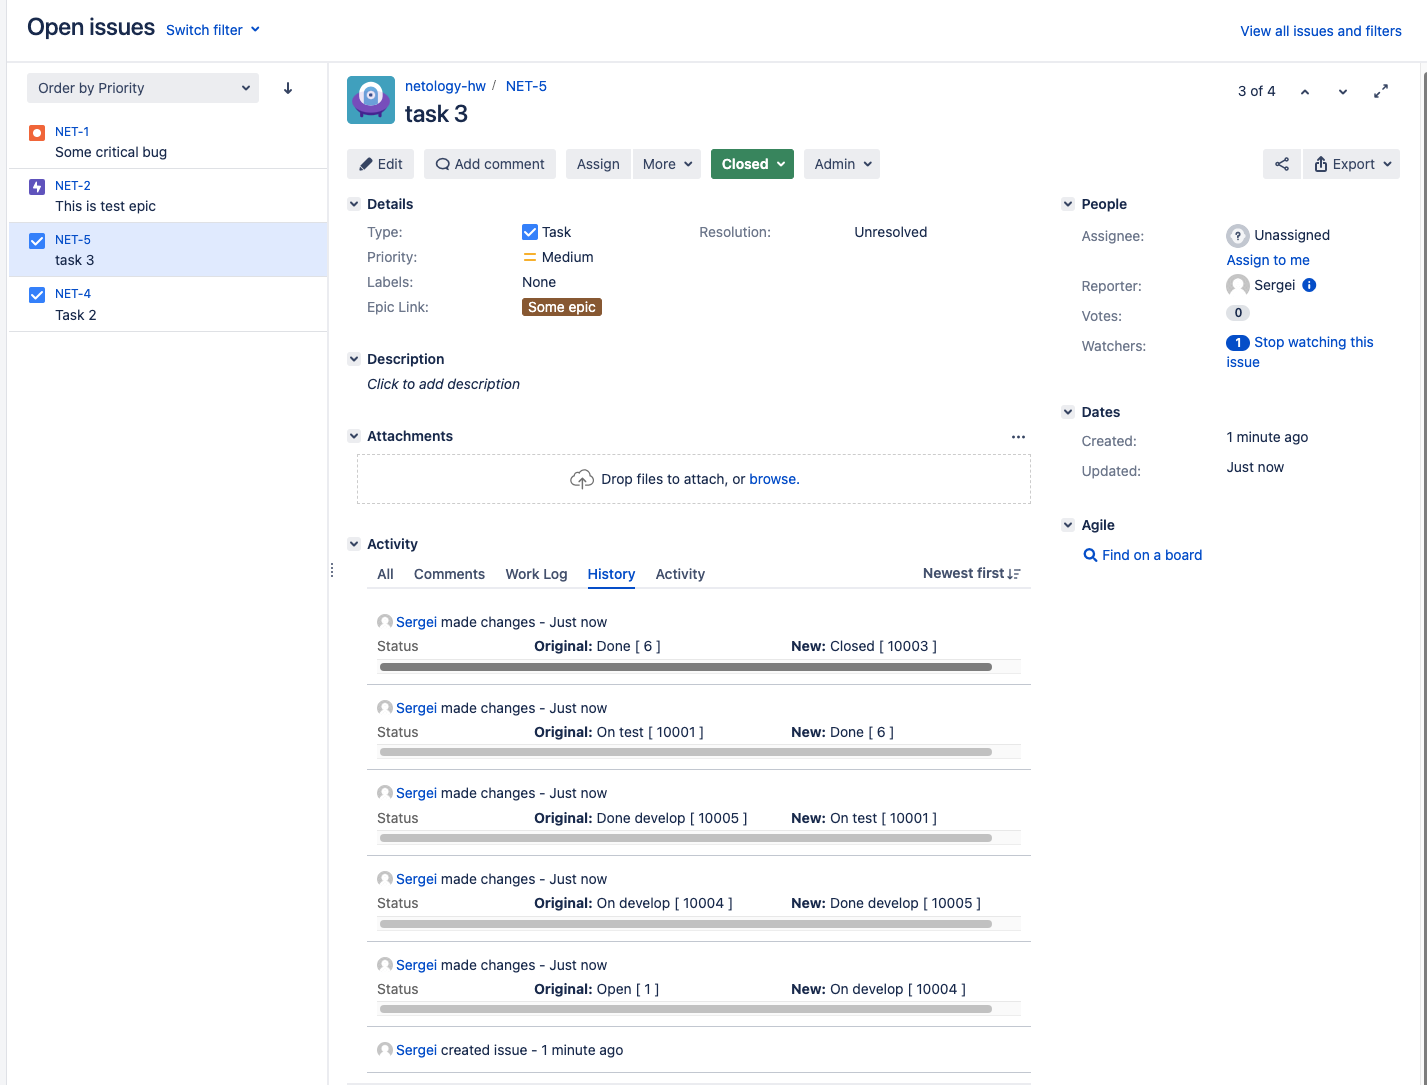 Open issues Switch filter
View all issues and filters
Order by Priority
NET-1
Some critical bug
NET-2
This is test epic
NET-5
task 3
NET-4
Task 2
netology-hw / NET-5
task 3
3 of 4
Edit Add comment Assign More Closed Admin
Export
Details
Type: Task Resolution: Unresolved
Priority: Medium
Labels: None
Epic Link: Some epic
Description
Click to add description
Attachments
Drop files to attach, or browse.
Activity
All Comments Work Log History Activity Newest first
Sergei made changes - Just now
Status Original: Done [ 6 ] New: Closed [ 10003 ]
Sergei made changes - Just now
Status Original: On test [ 10001 ] New: Done [ 6 ]
Sergei made changes - Just now
Status Original: Done develop [ 10005 ] New: On test [ 10001 ]
Sergei made changes - Just now
Status Original: On develop [ 10004 ] New: Done develop [ 10005 ]
Sergei made changes - Just now
Status Original: Open [ 1 ] New: On develop [ 10004 ]
Sergei created issue - 1 minute ago
People
Assignee: Unassigned
Assign to me
Reporter: Sergei
Votes: 0
Watchers: 1 Stop watching this
issue
Dates
Created: 1 minute ago
Updated: Just now
Agile
Find on a board